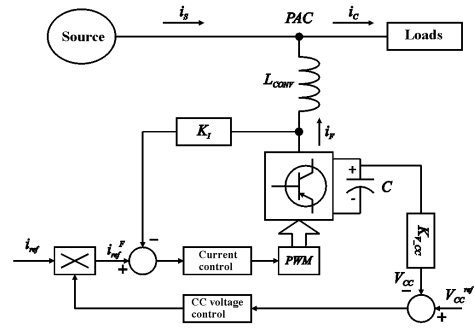 Source
i_S
PAC
i_C
Loads
L_CONV
K_I
i_F
+
-
C
K_V_CC
i_ref
i_ref^F
−
+
Current control
PWM
V_CC
−
V_CC^ref
+
CC voltage control